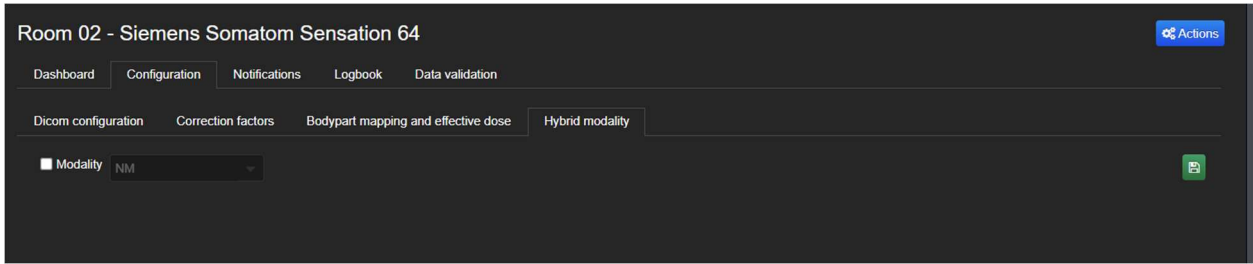 Room 02 - Siemens Somatom Sensation 64
Actions
Dashboard Configuration Notifications Logbook Data validation
Dicom configuration Correction factors Bodypart mapping and effective dose Hybrid modality
Modality NM